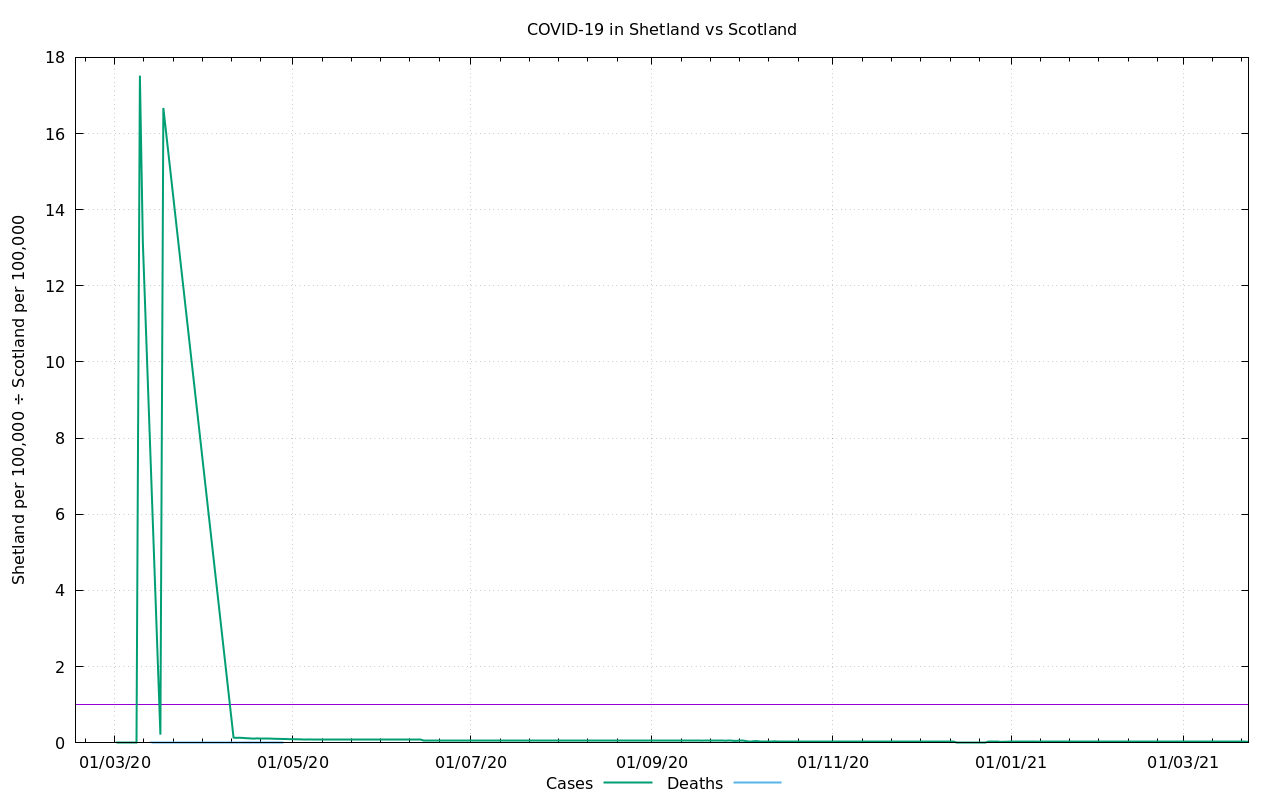 COVID-19 in Shetland vs Scotland
Shetland per 100,000 ÷ Scotland per 100,000
18
16
14
12
10
8
6
4
2
0
01/03/20 01/05/20 01/07/20 01/09/20 01/11/20 01/01/21 01/03/21
Cases Deaths